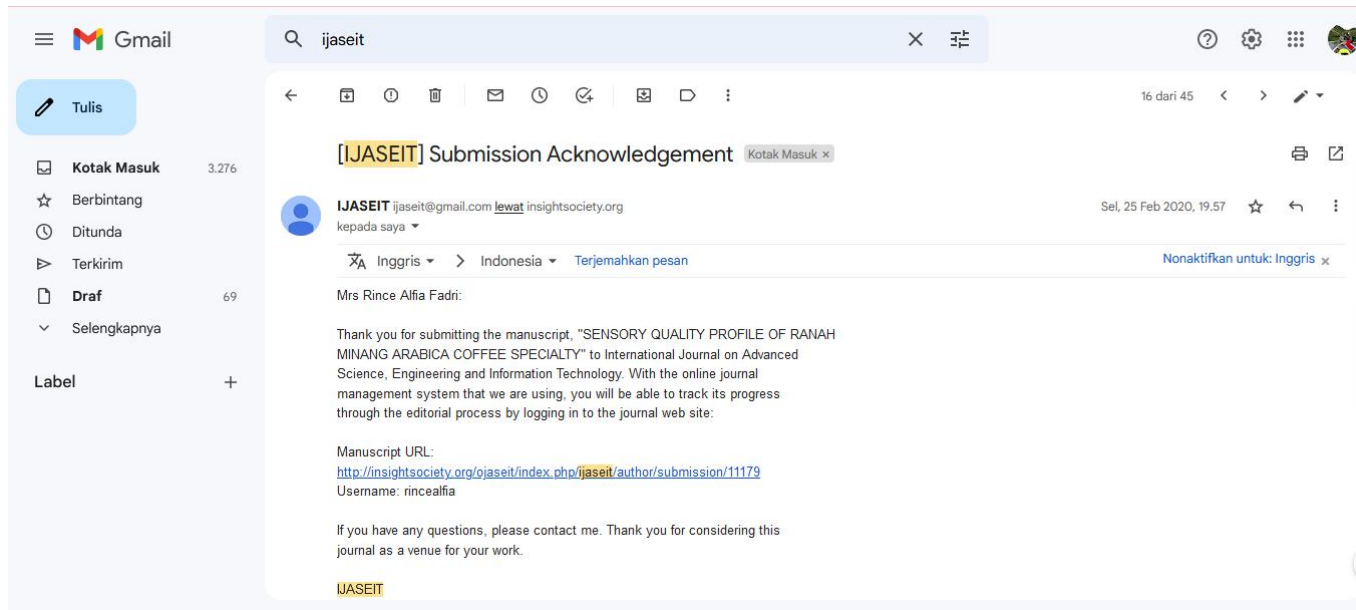 Gmail
ijaseit
Tulis
16 dari 45
Kotak Masuk 3.276
Berbintang
Ditunda
Terkirim
Draf 69
Selengkapnya
Label
[IJASEIT] Submission Acknowledgement Kotak Masuk ×
IJASEIT ijaseit@gmail.com lewat insightsociety.org
Sel, 25 Feb 2020, 19.57
kepada saya
Inggris > Indonesia Terjemahkan pesan
Nonaktifkan untuk: Inggris ×
Mrs Rince Alfia Fadri:
Thank you for submitting the manuscript, "SENSORY QUALITY PROFILE OF RANAH
MINANG ARABICA COFFEE SPECIALTY" to International Journal on Advanced
Science, Engineering and Information Technology. With the online journal
management system that we are using, you will be able to track its progress
through the editorial process by logging in to the journal web site:
Manuscript URL:
http://insightsociety.org/ojaseit/index.php/ijaseit/author/submission/11179
Username: rincealfia
If you have any questions, please contact me. Thank you for considering this
journal as a venue for your work.
IJASEIT